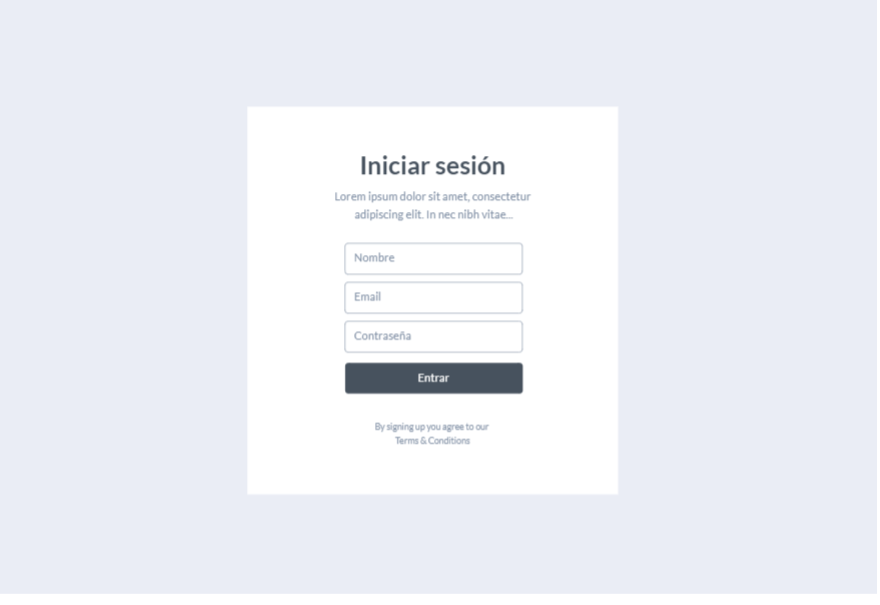 Iniciar sesión
Lorem ipsum dolor sit amet, consectetur
adipiscing elit. In nec nibh vitae...
Nombre
Email
Contraseña
Entrar
By signing up you agree to our
Terms & Conditions